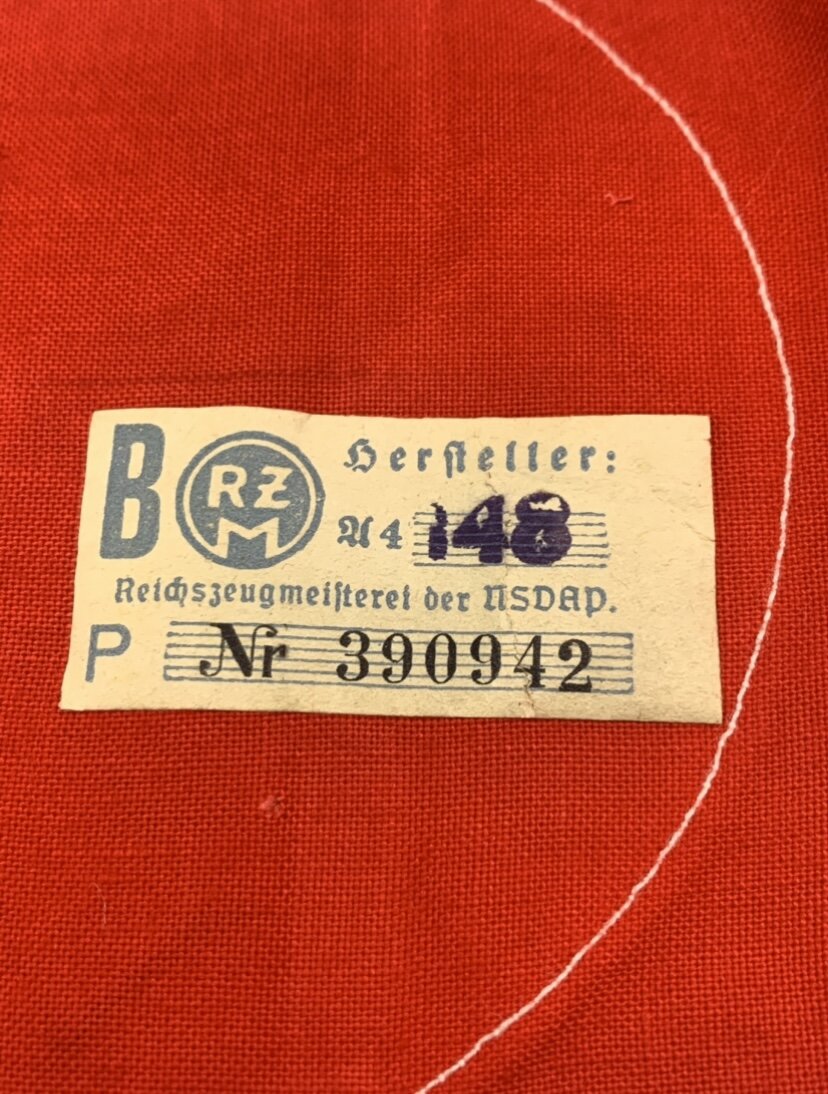 B RZM Hersteller:
A4 148
Reichszeugmeisterei der NSDAP.
P Nr 390942